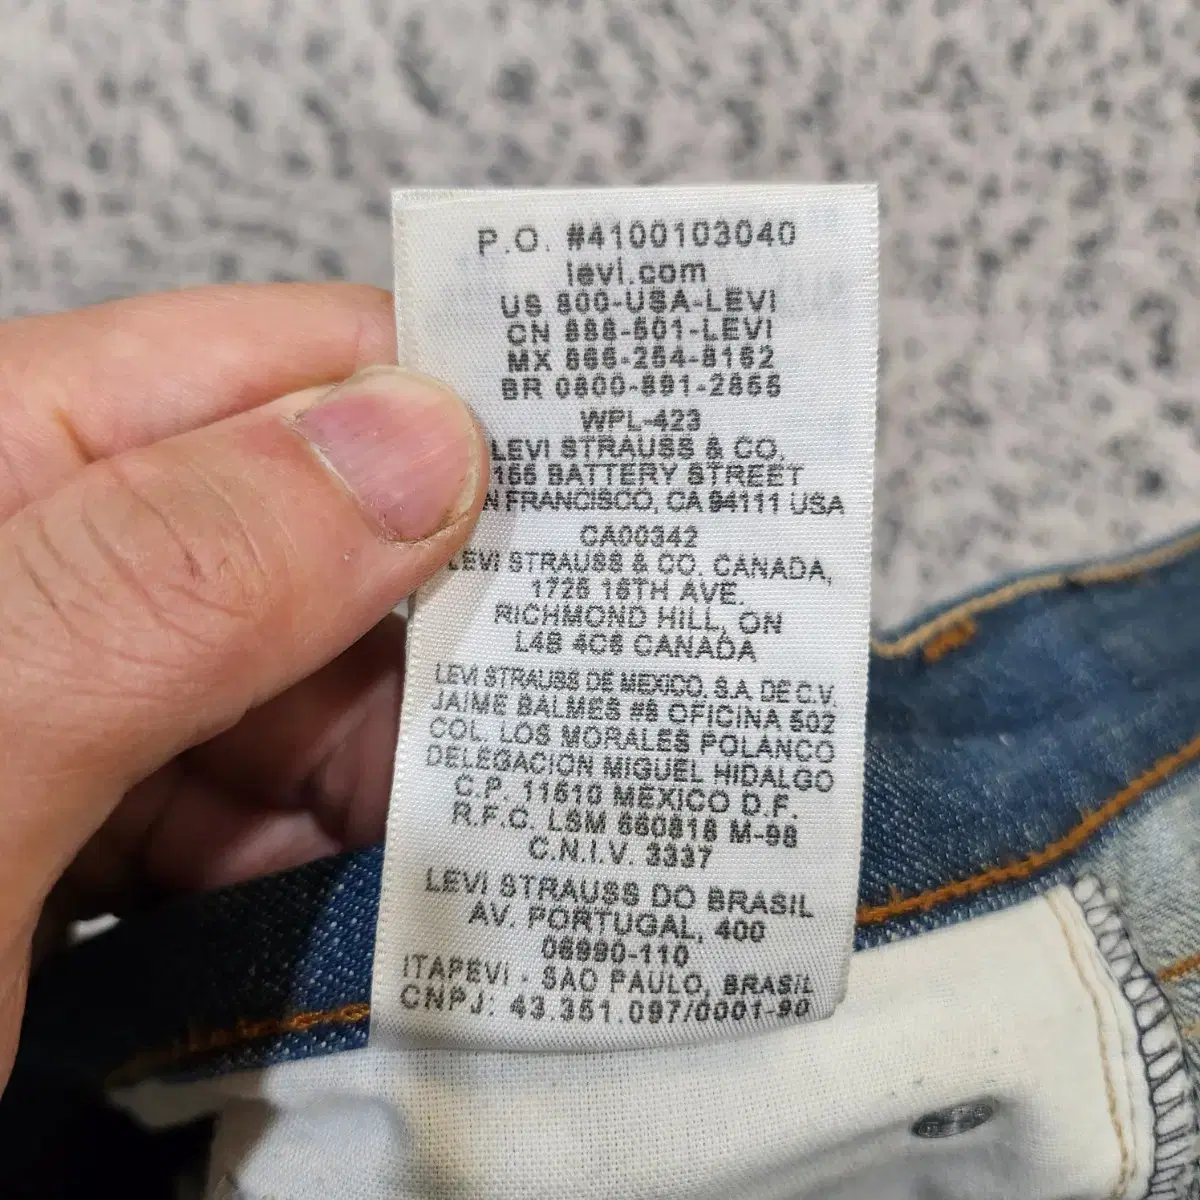 P.O. #4100103040
levi.com
US 800-USA-LEVI
CN 888-501-LEVI
MX 866-254-8162
BR 0800-891-2855
WPL-423
LEVI STRAUSS & CO.
BATTERY STREET
FRANCISCO, CA 94111 USA
CA00342
LEVI STRAUSS & CO. CANADA,
1725 16TH AVE.
RICHMOND HILL, ON
L4B 4C6 CANADA
LEVI STRAUSS DE MEXICO, S.A. DE C.V.
JAIME BALMES #8 OFICINA 502
COL. LOS MORALES POLANCO
DELEGACION MIGUEL HIDALGO
C.P. 11510 MEXICO D.F.
R.F.C. LSM 660818 M-98
C.N.I.V. 3337
LEVI STRAUSS DO BRASIL
AV. PORTUGAL, 400
06990-110
ITAPEVI - SAO PAULO, BRASIL
CNPJ: 43.351.097/0001-90